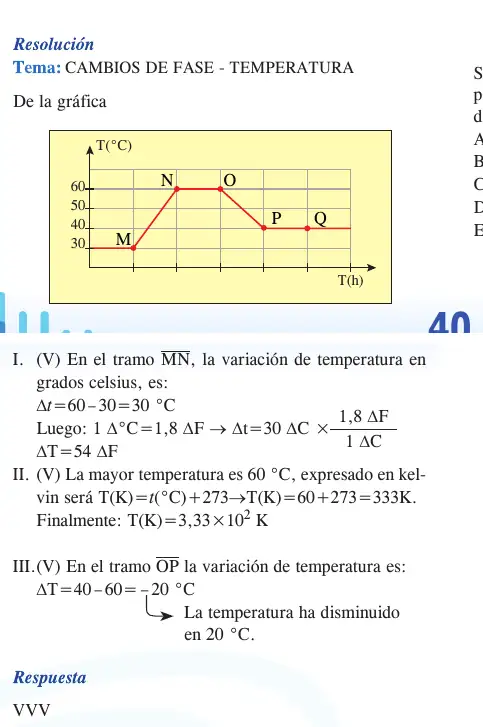 Resolución
Tema: CAMBIOS DE FASE - TEMPERATURA
De la gráfica
T(°C)
60
50
40
30
M
N
O
P
Q
T(h)
S
p
d
A
B
C
D
E
40
I. (V) En el tramo M̅N̅, la variación de temperatura en
grados celsius, es:
Δt=60–30=30 °C
Luego: 1 Δ°C=1,8 ΔF → Δt=30 ΔC × 1,8 ΔF / 1 ΔC
ΔT=54 ΔF
II. (V) La mayor temperatura es 60 °C, expresado en kel-
vin será T(K)=t(°C)+273→T(K)=60+273=333K.
Finalmente: T(K)=3,33×10² K
III.(V) En el tramo O̅P̅ la variación de temperatura es:
ΔT=40–60=–20 °C
La temperatura ha disminuido
en 20 °C.
Respuesta
VVV